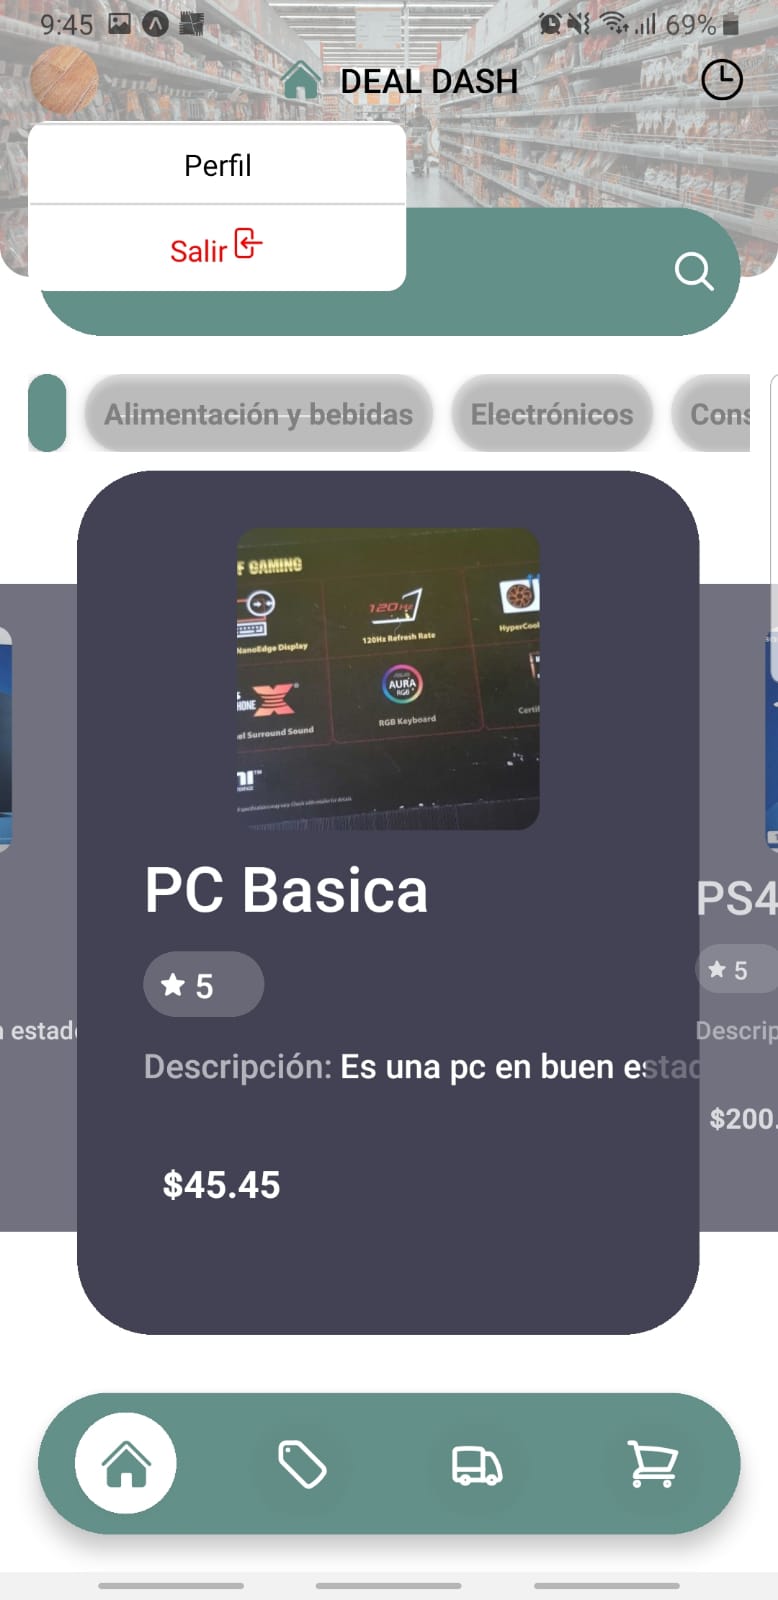 9:45
69%
DEAL DASH
Perfil
Salir
Alimentación y bebidas
Electrónicos
Cons
F GAMING
NanoEdge Display
120Hz
120Hz Refresh Rate
HyperCool
AURA
RGB
RGB Keyboard
el Surround Sound
Certi
PC Basica
5
Descripción: Es una pc en buen estad
$45.45
n estad
PS4
5
Descrip
$200.